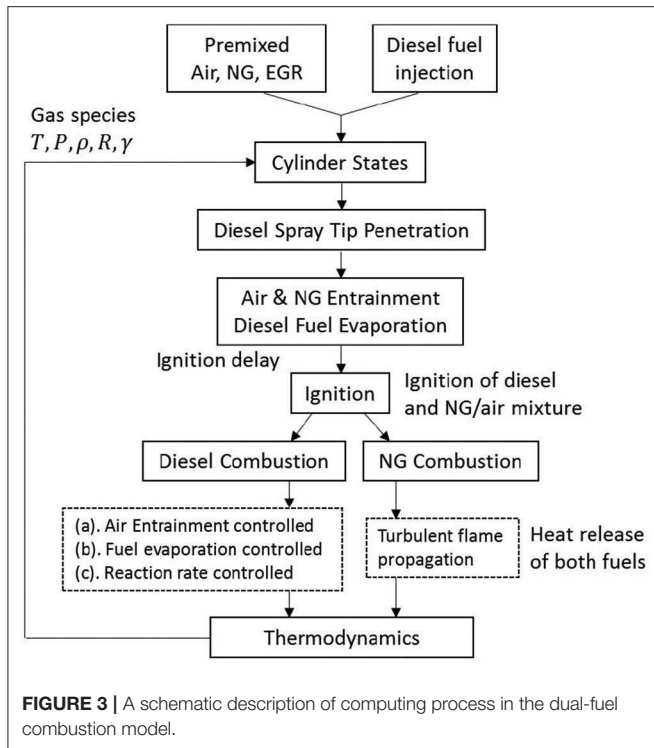 Premixed
Air, NG, EGR
Diesel fuel
injection
Gas species
T, P, ρ, R, γ
Cylinder States
Diesel Spray Tip Penetration
Air & NG Entrainment
Diesel Fuel Evaporation
Ignition delay
Ignition
Ignition of diesel
and NG/air mixture
Diesel Combustion
NG Combustion
(a). Air Entrainment controlled
(b). Fuel evaporation controlled
(c). Reaction rate controlled
Turbulent flame
propagation
Heat release
of both fuels
Thermodynamics
FIGURE 3 | A schematic description of computing process in the dual-fuel
combustion model.